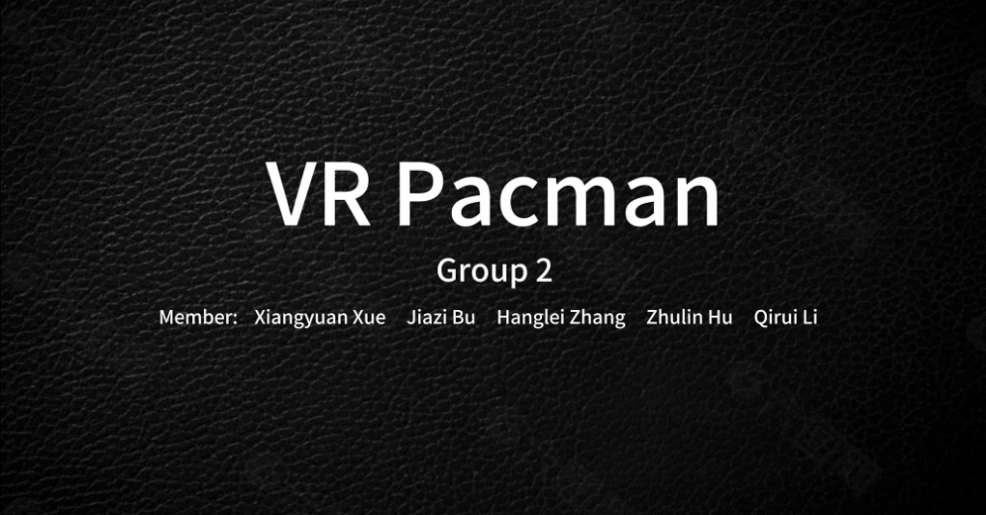 VR Pacman
Group 2
Member: Xiangyuan Xue Jiazi Bu Hanglei Zhang Zhulin Hu Qirui Li